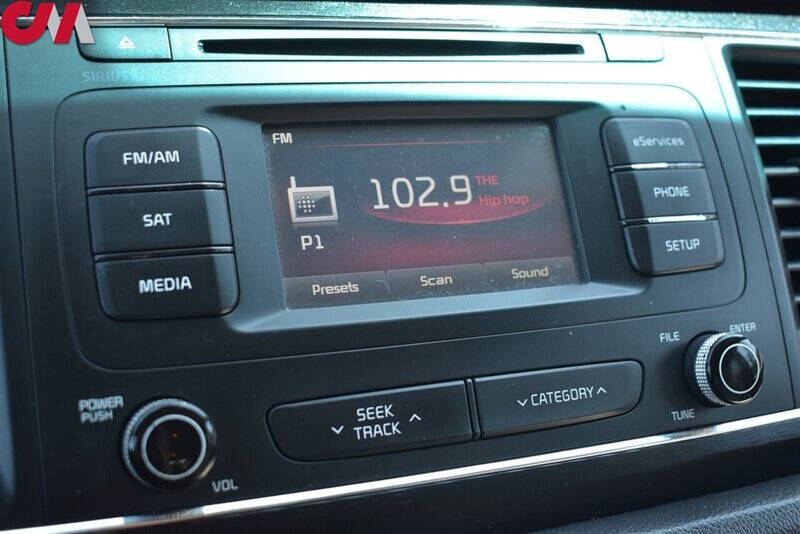 CM
SIRIUS
FM/AM
SAT
MEDIA
FM
102.9
THE
Hip hop
P1
Presets
Scan
Sound
eServices
PHONE
SETUP
POWER
PUSH
VOL
SEEK
TRACK
CATEGORY
FILE
ENTER
TUNE